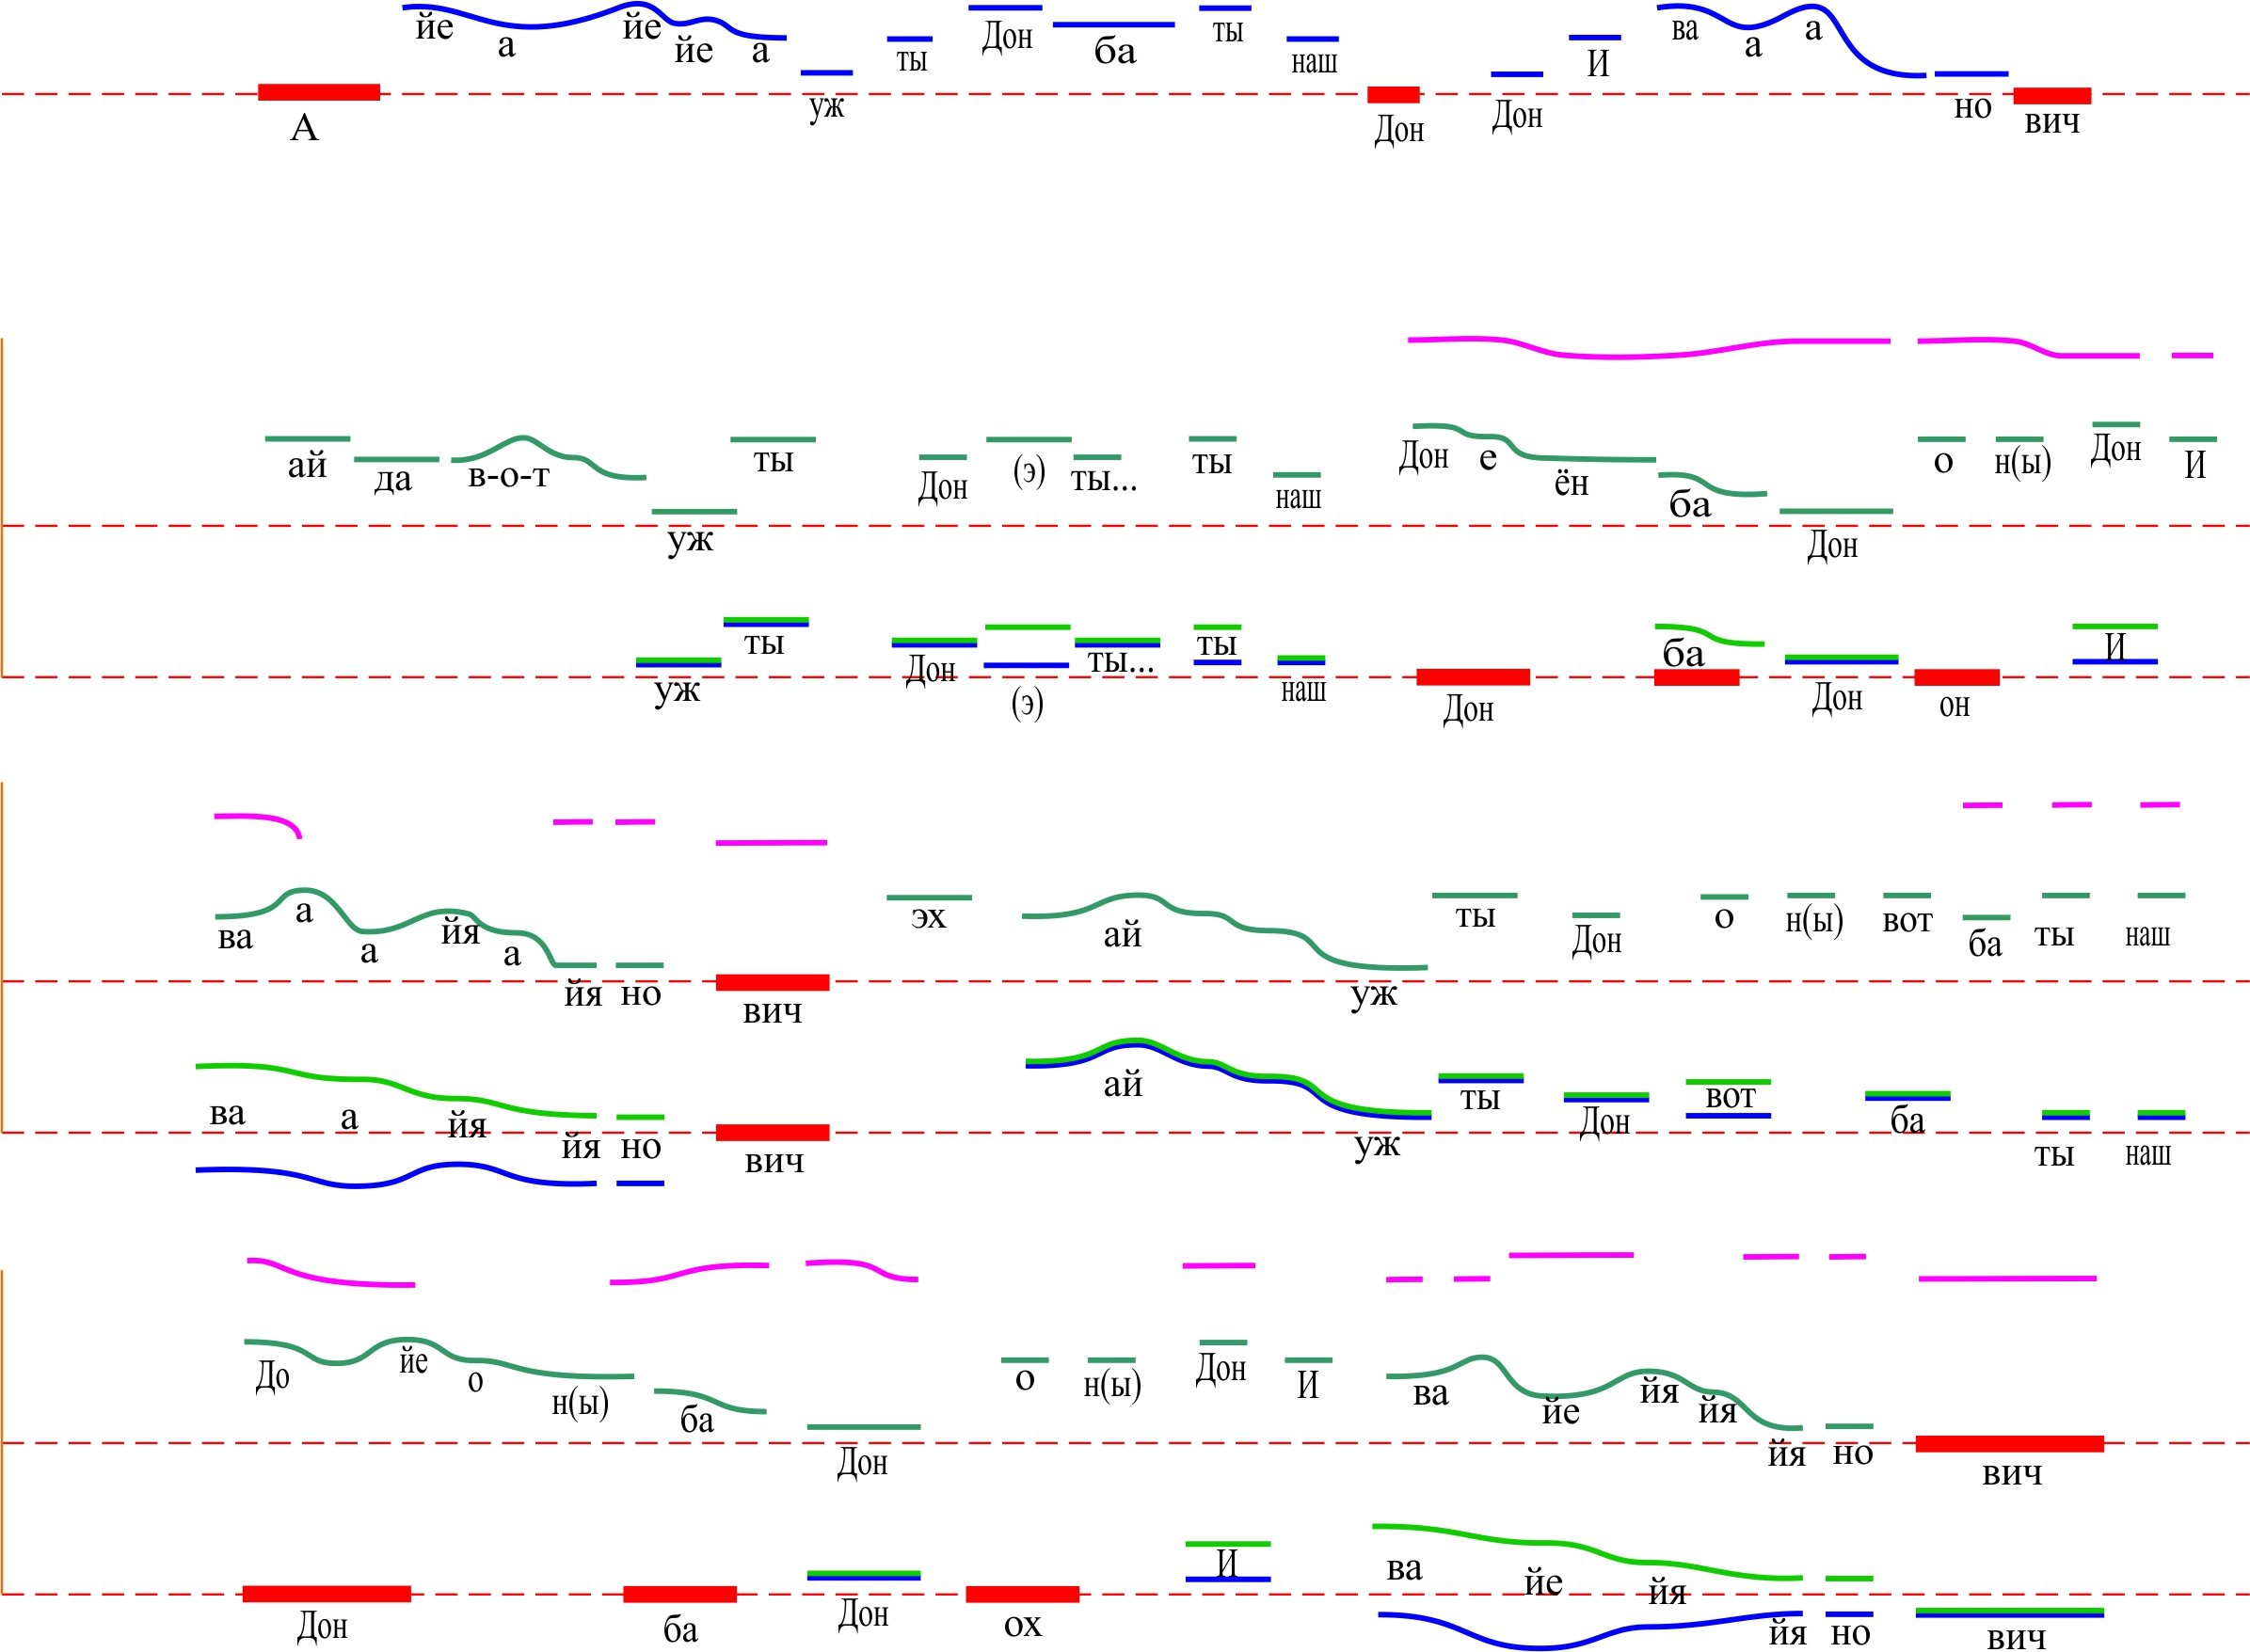 А йе а йе йе а уж ты Дон ба ты наш Дон Дон И ва а а но вич
ай да в-о-т уж ты Дон (э) ты... ты наш Дон е ён ба Дон о н(ы) Дон И
уж ты Дон (э) ты... ты наш Дон ба Дон он И
ва а а йя а йя но вич эх ай уж ты Дон о н(ы) вот ба ты наш
ва а йя йя но вич ай уж ты Дон вот ба ты наш
До йе о н(ы) ба Дон о н(ы) Дон И ва йе йя йя йя но вич
Дон ба Дон ох И ва йе йя йя но вич